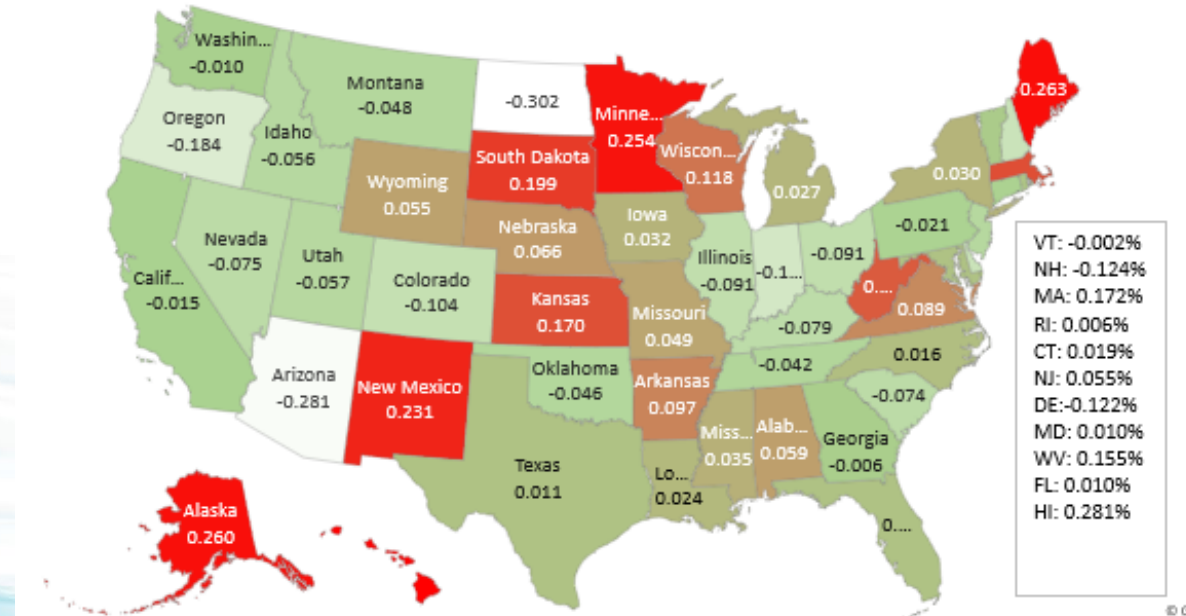 Washin...
-0.010
Montana
-0.048
-0.302
Minne...
0.254
0.263
Oregon
-0.184
Idaho
-0.056
South Dakota
0.199
Wiscon...
0.118
Wyoming
0.055
0.027
0.030
Iowa
0.032
Nebraska
0.066
-0.021
Nevada
-0.075
Utah
-0.057
Illinois
-0.091
-0.1...
-0.091
Calif...
-0.015
Colorado
-0.104
Kansas
0.170
Missouri
0.049
0....
0.089
-0.079
0.016
-0.042
Arizona
-0.281
New Mexico
0.231
Oklahoma
-0.046
Arkansas
0.097
-0.074
Miss...
0.035
Alab...
0.059
Georgia
-0.006
Texas
0.011
Lo...
0.024
0....
Alaska
0.260
VT: -0.002%
NH: -0.124%
MA: 0.172%
RI: 0.006%
CT: 0.019%
NJ: 0.055%
DE:-0.122%
MD: 0.010%
WV: 0.155%
FL: 0.010%
HI: 0.281%